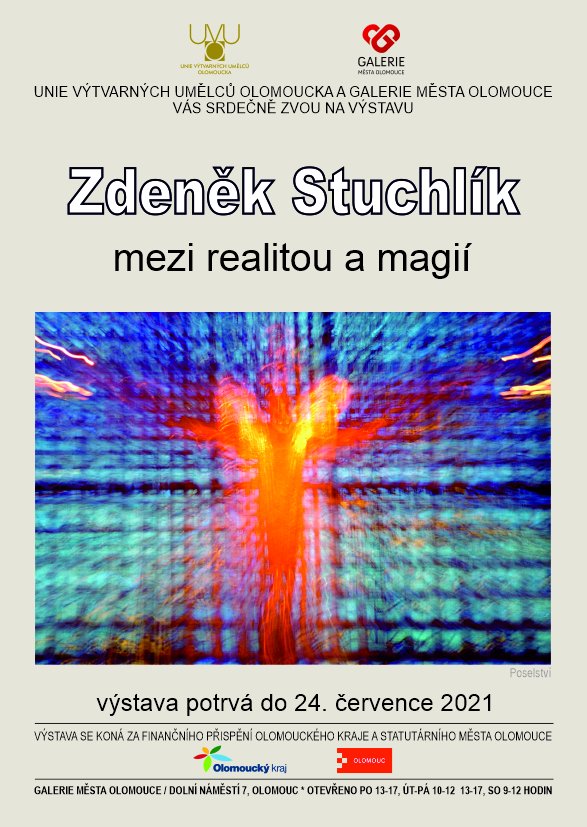 UVU
UNIE VÝTVARNÝCH UMĚLCŮ
OLOMOUCKA
GALERIE
MĚSTA OLOMOUCE
UNIE VÝTVARNÝCH UMĚLCŮ OLOMOUCKA A GALERIE MĚSTA OLOMOUCE
VÁS SRDEČNĚ ZVOU NA VÝSTAVU
Zdeněk Stuchlík
mezi realitou a magií
Poselství
výstava potrvá do 24. července 2021
VÝSTAVA SE KONÁ ZA FINANČNÍHO PŘISPĚNÍ OLOMOUCKÉHO KRAJE A STATUTÁRNÍHO MĚSTA OLOMOUCE
Olomoucký kraj
OLOMOUC
GALERIE MĚSTA OLOMOUCE / DOLNÍ NÁMĚSTÍ 7, OLOMOUC * OTEVŘENO PO 13-17, ÚT-PÁ 10-12 13-17, SO 9-12 HODIN